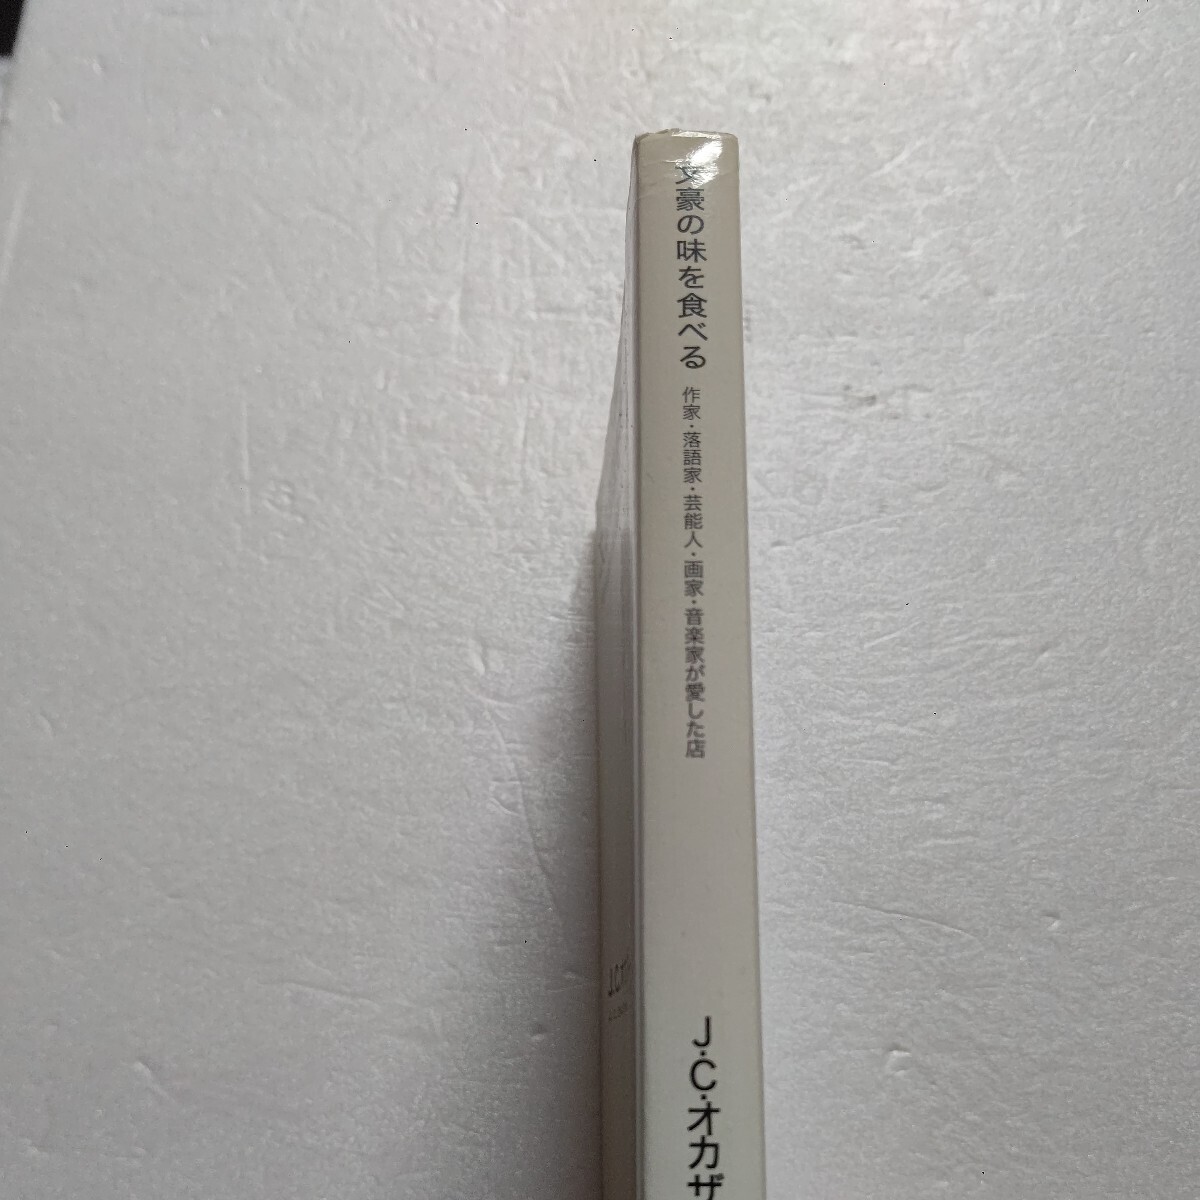 文豪の味を食べる
作家・落語家・芸能人・画家・音楽家が愛した店
J・C・オカザ
J.C.オ